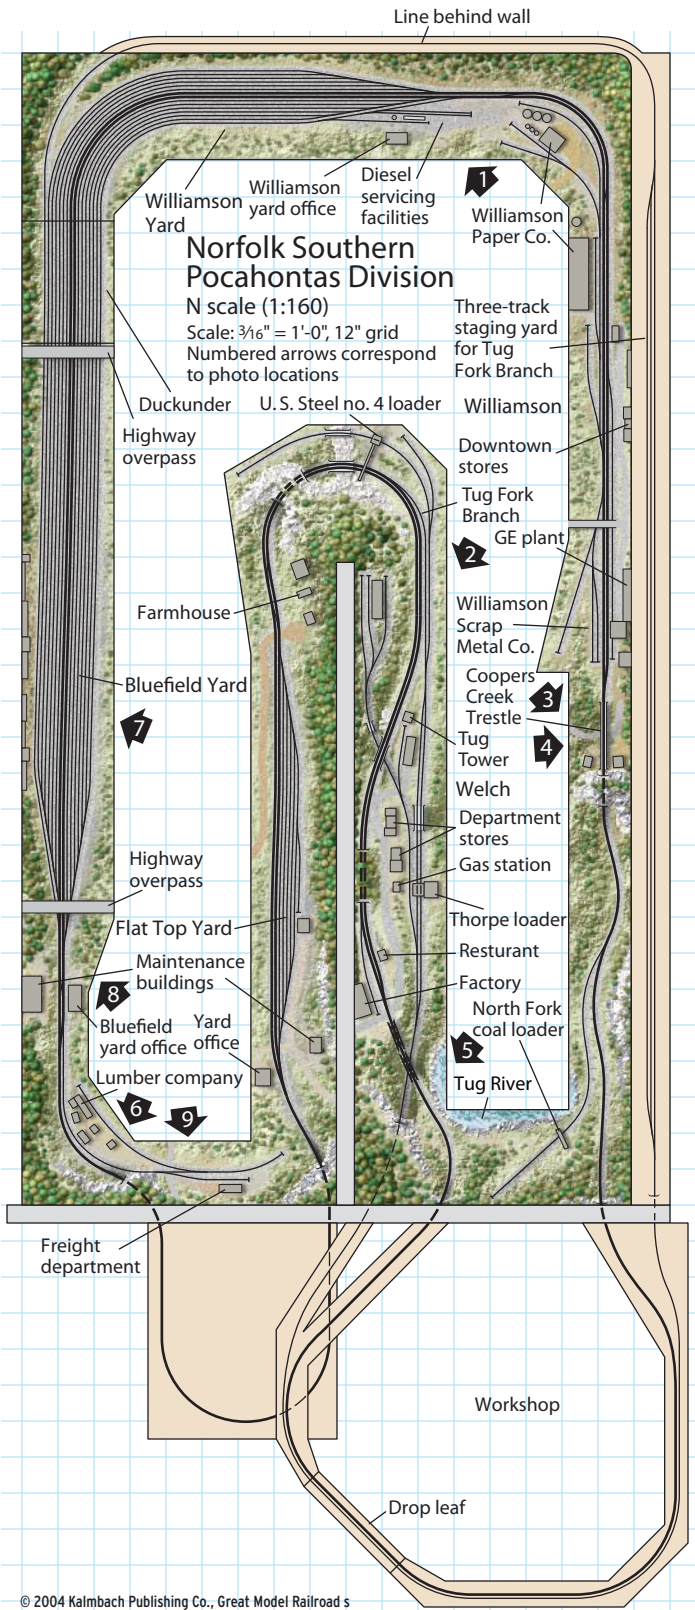 Line behind wall
Williamson
Yard
Williamson
yard office
Diesel
servicing
facilities
1
Williamson
Paper Co.
Norfolk Southern
Pocahontas Division
N scale (1:160)
Scale: 3⁄16" = 1'-0", 12" grid
Numbered arrows correspond
to photo locations
Three-track
staging yard
for Tug
Fork Branch
Duckunder
U. S. Steel no. 4 loader
Williamson
Highway
overpass
Downtown
stores
Tug Fork
Branch
GE plant
2
Farmhouse
Williamson
Scrap
Metal Co.
Bluefield Yard
Coopers
Creek
Trestle
3
7
Tug
Tower
4
Welch
Department
stores
Highway
overpass
Gas station
Flat Top Yard
Thorpe loader
Maintenance
buildings
Resturant
Factory
8
Bluefield
yard office
Yard
office
North Fork
coal loader
5
Lumber company
Tug River
6
9
Freight
department
Workshop
Drop leaf
© 2004 Kalmbach Publishing Co., Great Model Railroad s